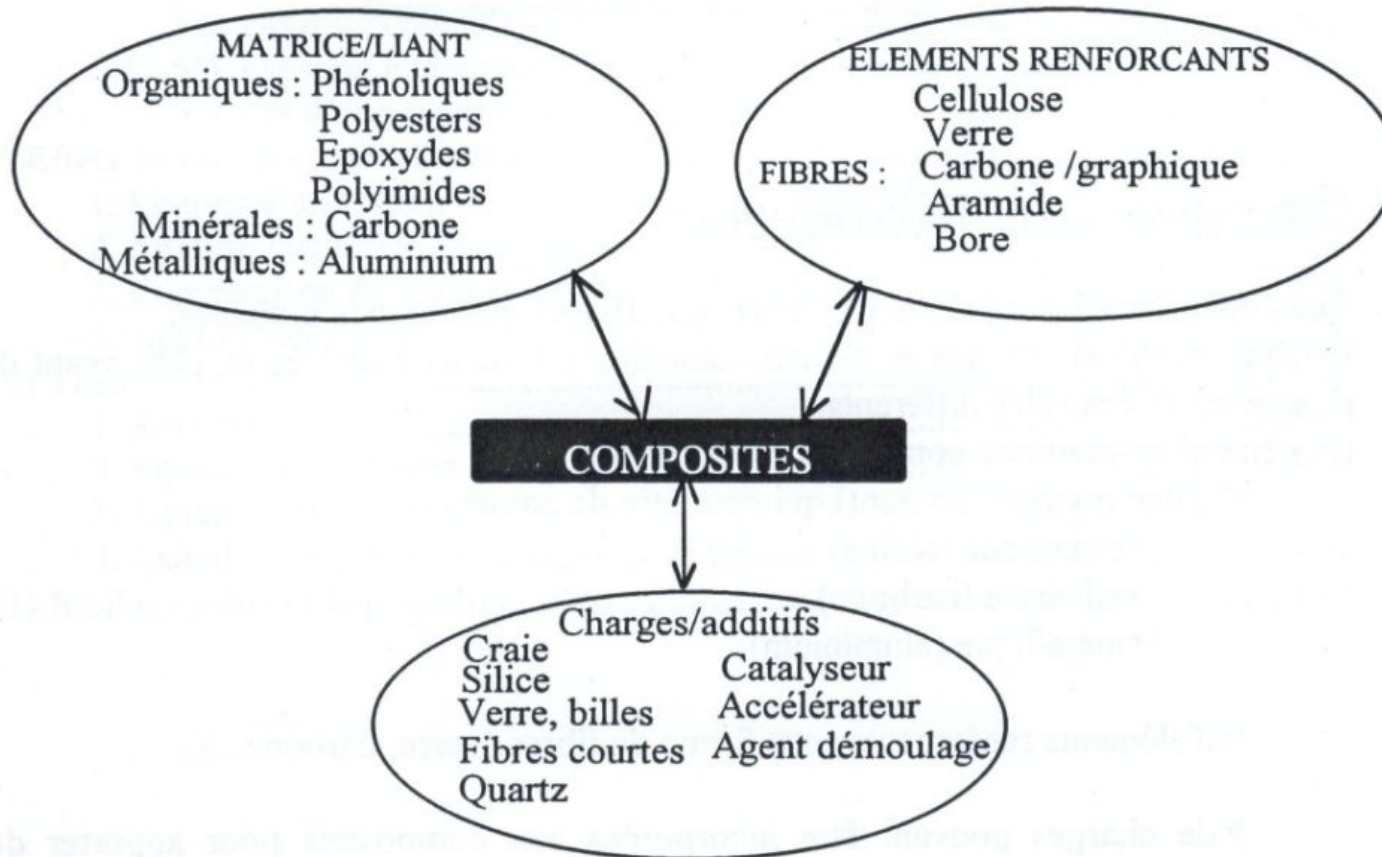 MATRICE/LIANT
Organiques : Phénoliques
Polyesters
Epoxydes
Polyimides
Minérales : Carbone
Métalliques : Aluminium
ELEMENTS RENFORCANTS
Cellulose
Verre
FIBRES : Carbone /graphique
Aramide
Bore
COMPOSITES
Charges/additifs
Craie
Silice
Verre, billes
Fibres courtes
Quartz
Catalyseur
Accélérateur
Agent démoulage